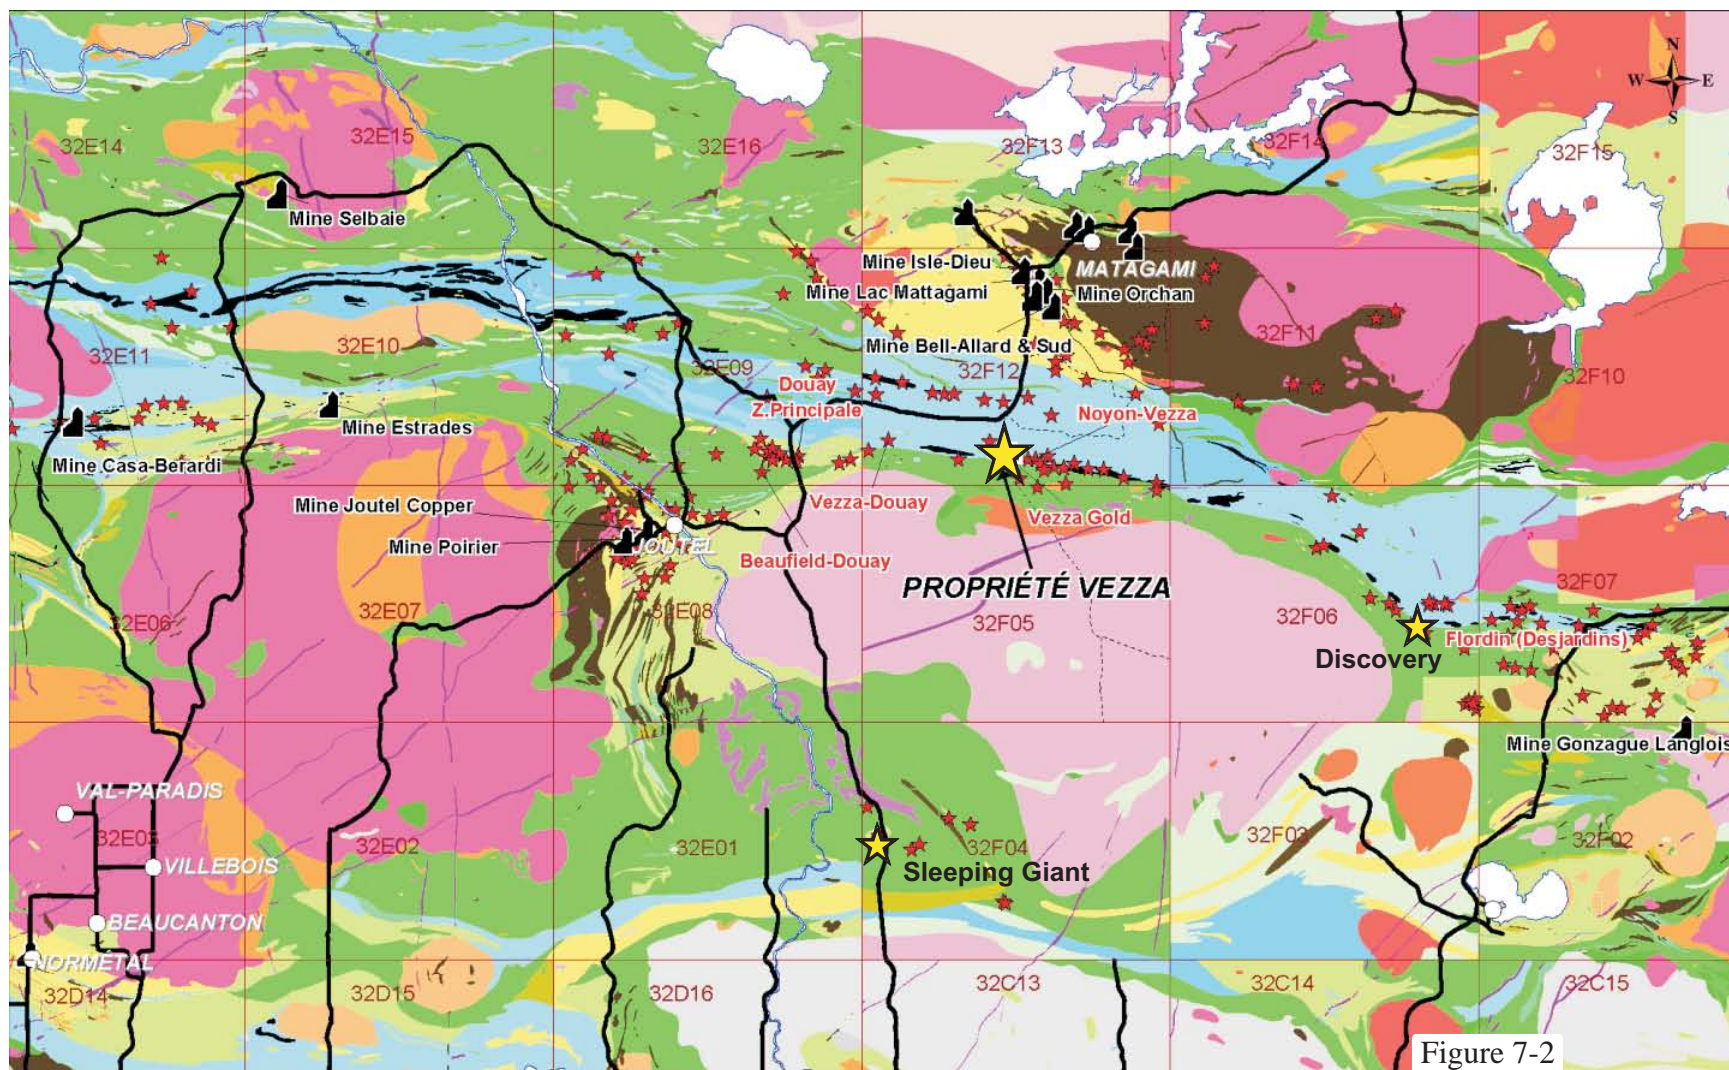 N
W E
S
32E14
32E15
32E16
32F13
32F14
32F15
Mine Selbaie
Mine Isle-Dieu
MATAGAMI
Mine Lac Mattagami
Mine Orchan
32E11
32E10
32E09
Mine Bell-Allard & Sud
32F12
32F11
32F10
Douay
Z.Principale
Noyon-Vezza
Mine Estrades
Mine Casa-Berardi
Mine Joutel Copper
Vezza-Douay
Vezza Gold
Mine Poirier
JOUTEL
Beaufield-Douay
PROPRIÉTÉ VEZZA
32E06
32E07
32E08
32F05
32F06
32F07
Flordin (Desjardins)
Discovery
Mine Gonzague Langlois
VAL-PARADIS
32E03
32E02
32E01
32F04
32F03
32F02
VILLEBOIS
Sleeping Giant
BEAUCANTON
NORMÉTAL
32D14
32D15
32D16
32C13
32C14
32C15
Figure 7-2